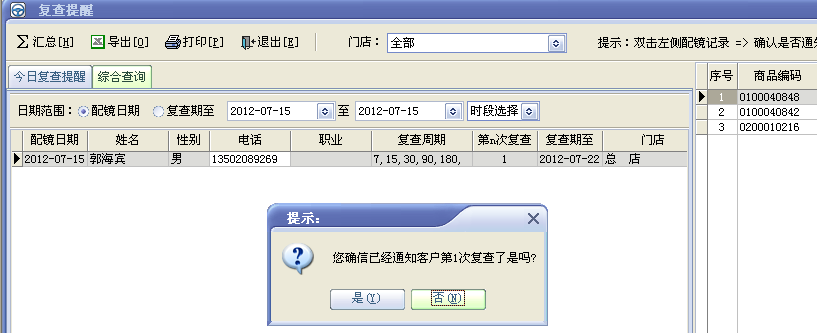 复查提醒
汇总[H] 导出[O] 打印[P] 退出[E] 门店： 全部 提示：双击左侧配镜记录 => 确认是否通知
今日复查提醒 综合查询
日期范围： 配镜日期 复查期至 2012-07-15 至 2012-07-15 时段选择
配镜日期 姓名 性别 电话 职业 复查周期 第n次复查 复查期至 门店
2012-07-15 郭海宾 男 13502089269 7,15,30,90,180, 1 2012-07-22 总 店
序号 商品编码
1 0100040848
2 0100040842
3 0200010216
提示：
您确信已经通知客户第1次复查了是吗?
是(Y) 否(N)